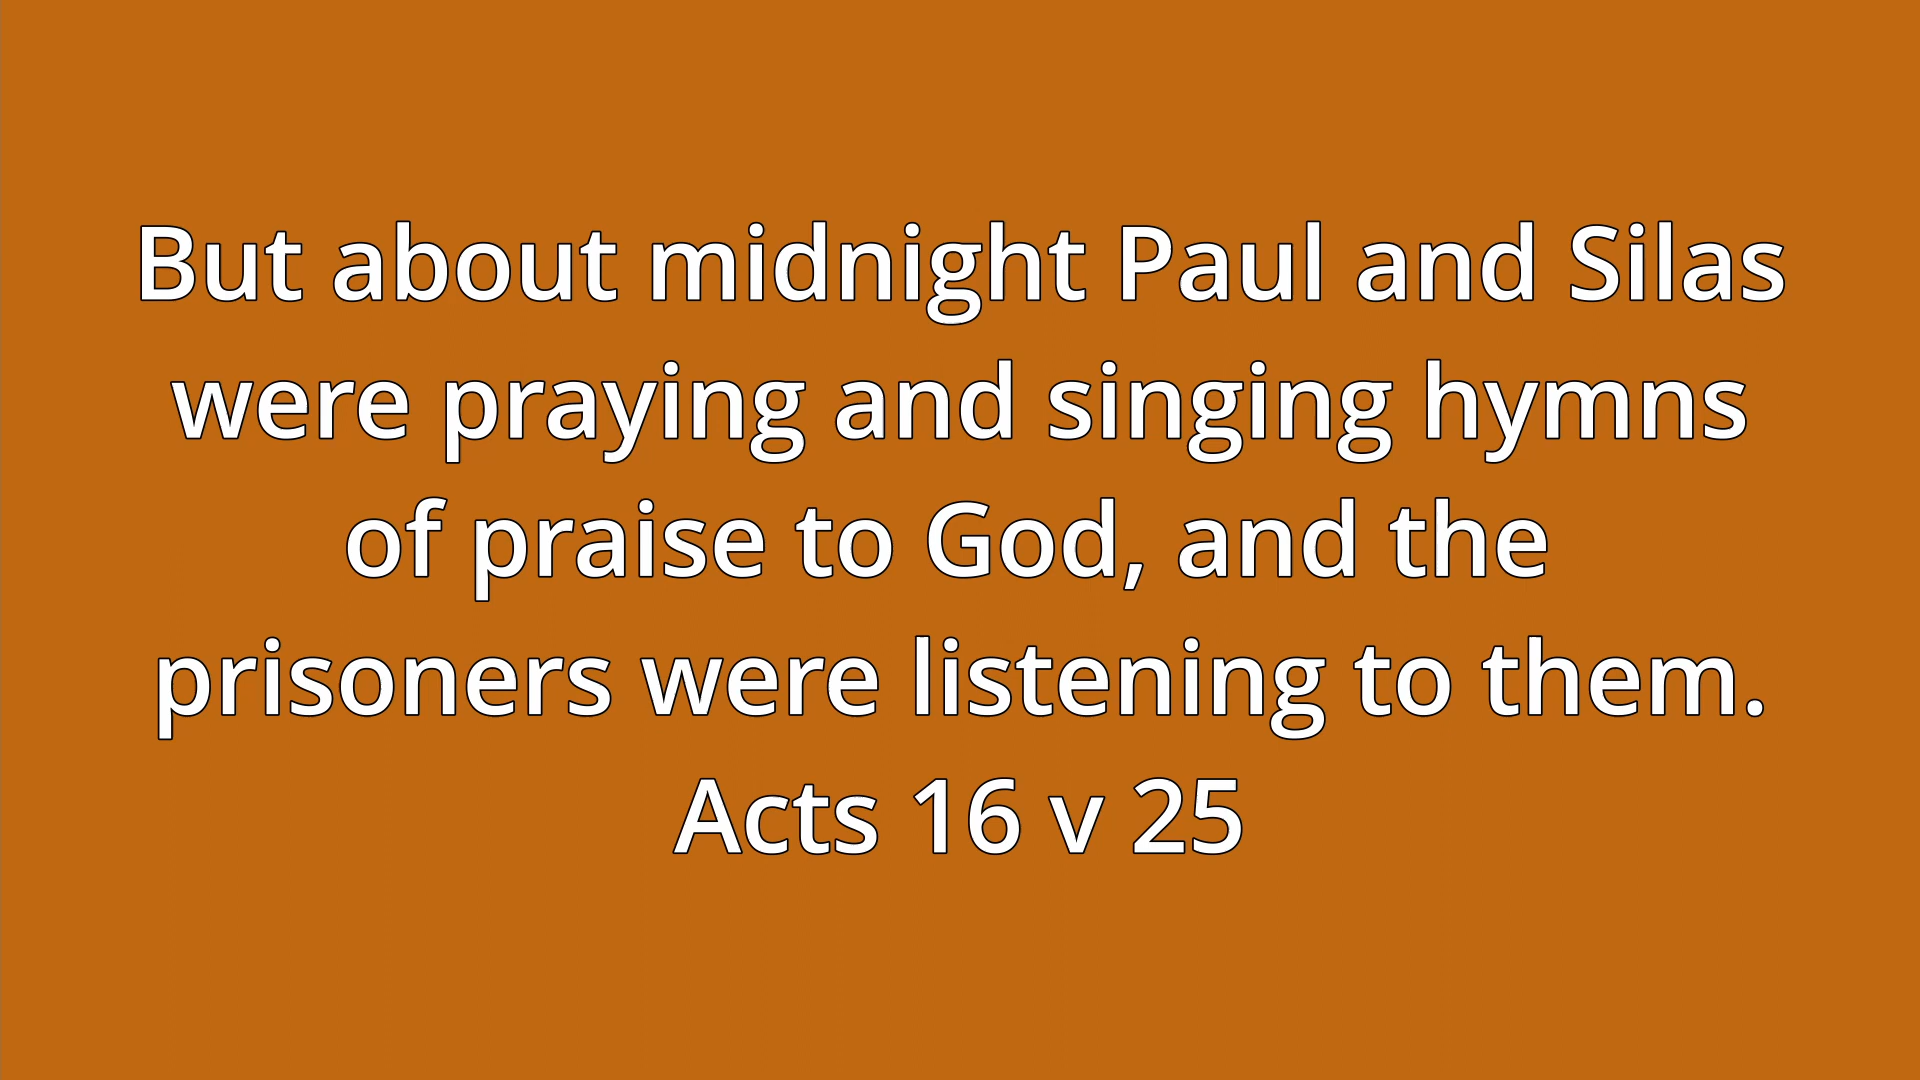 But about midnight Paul and Silas
were praying and singing hymns
of praise to God, and the
prisoners were listening to them.
Acts 16 v 25